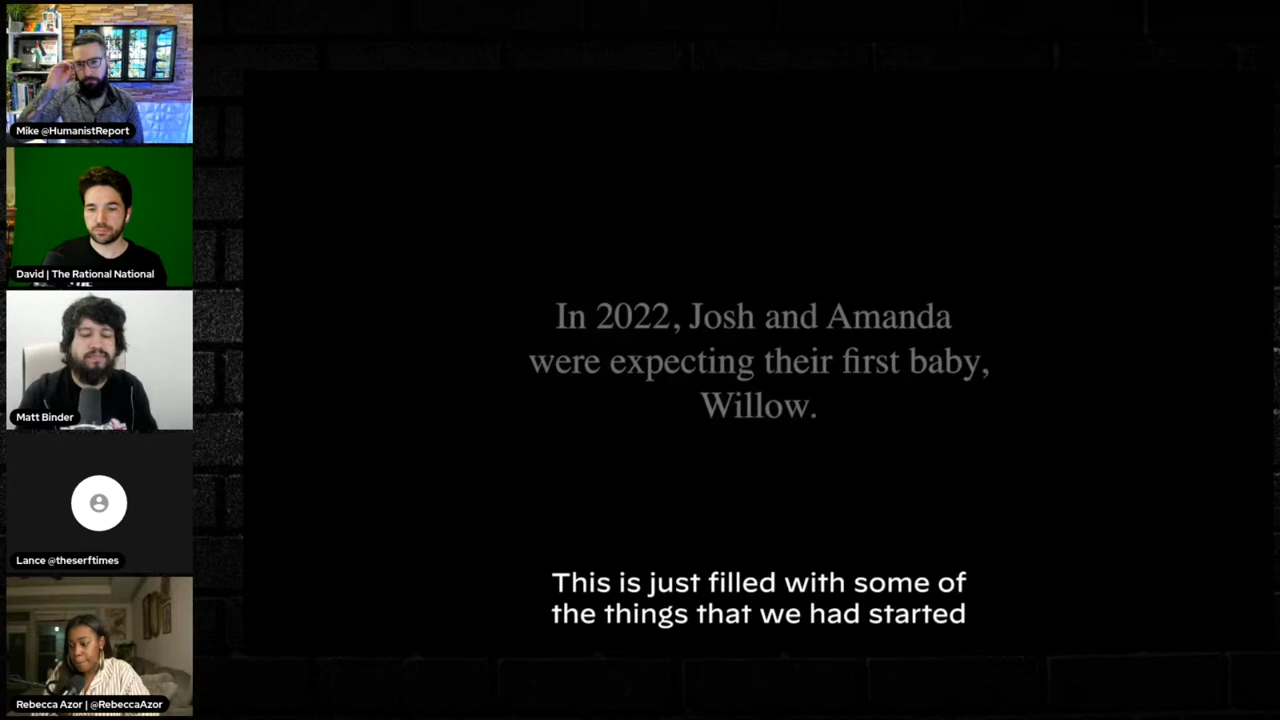 Mike @HumanistReport
David | The Rational National
Matt Binder
Lance @theserftimes
Rebecca Azor | @RebeccaAzor
In 2022, Josh and Amanda
were expecting their first baby,
Willow.
This is just filled with some of
the things that we had started